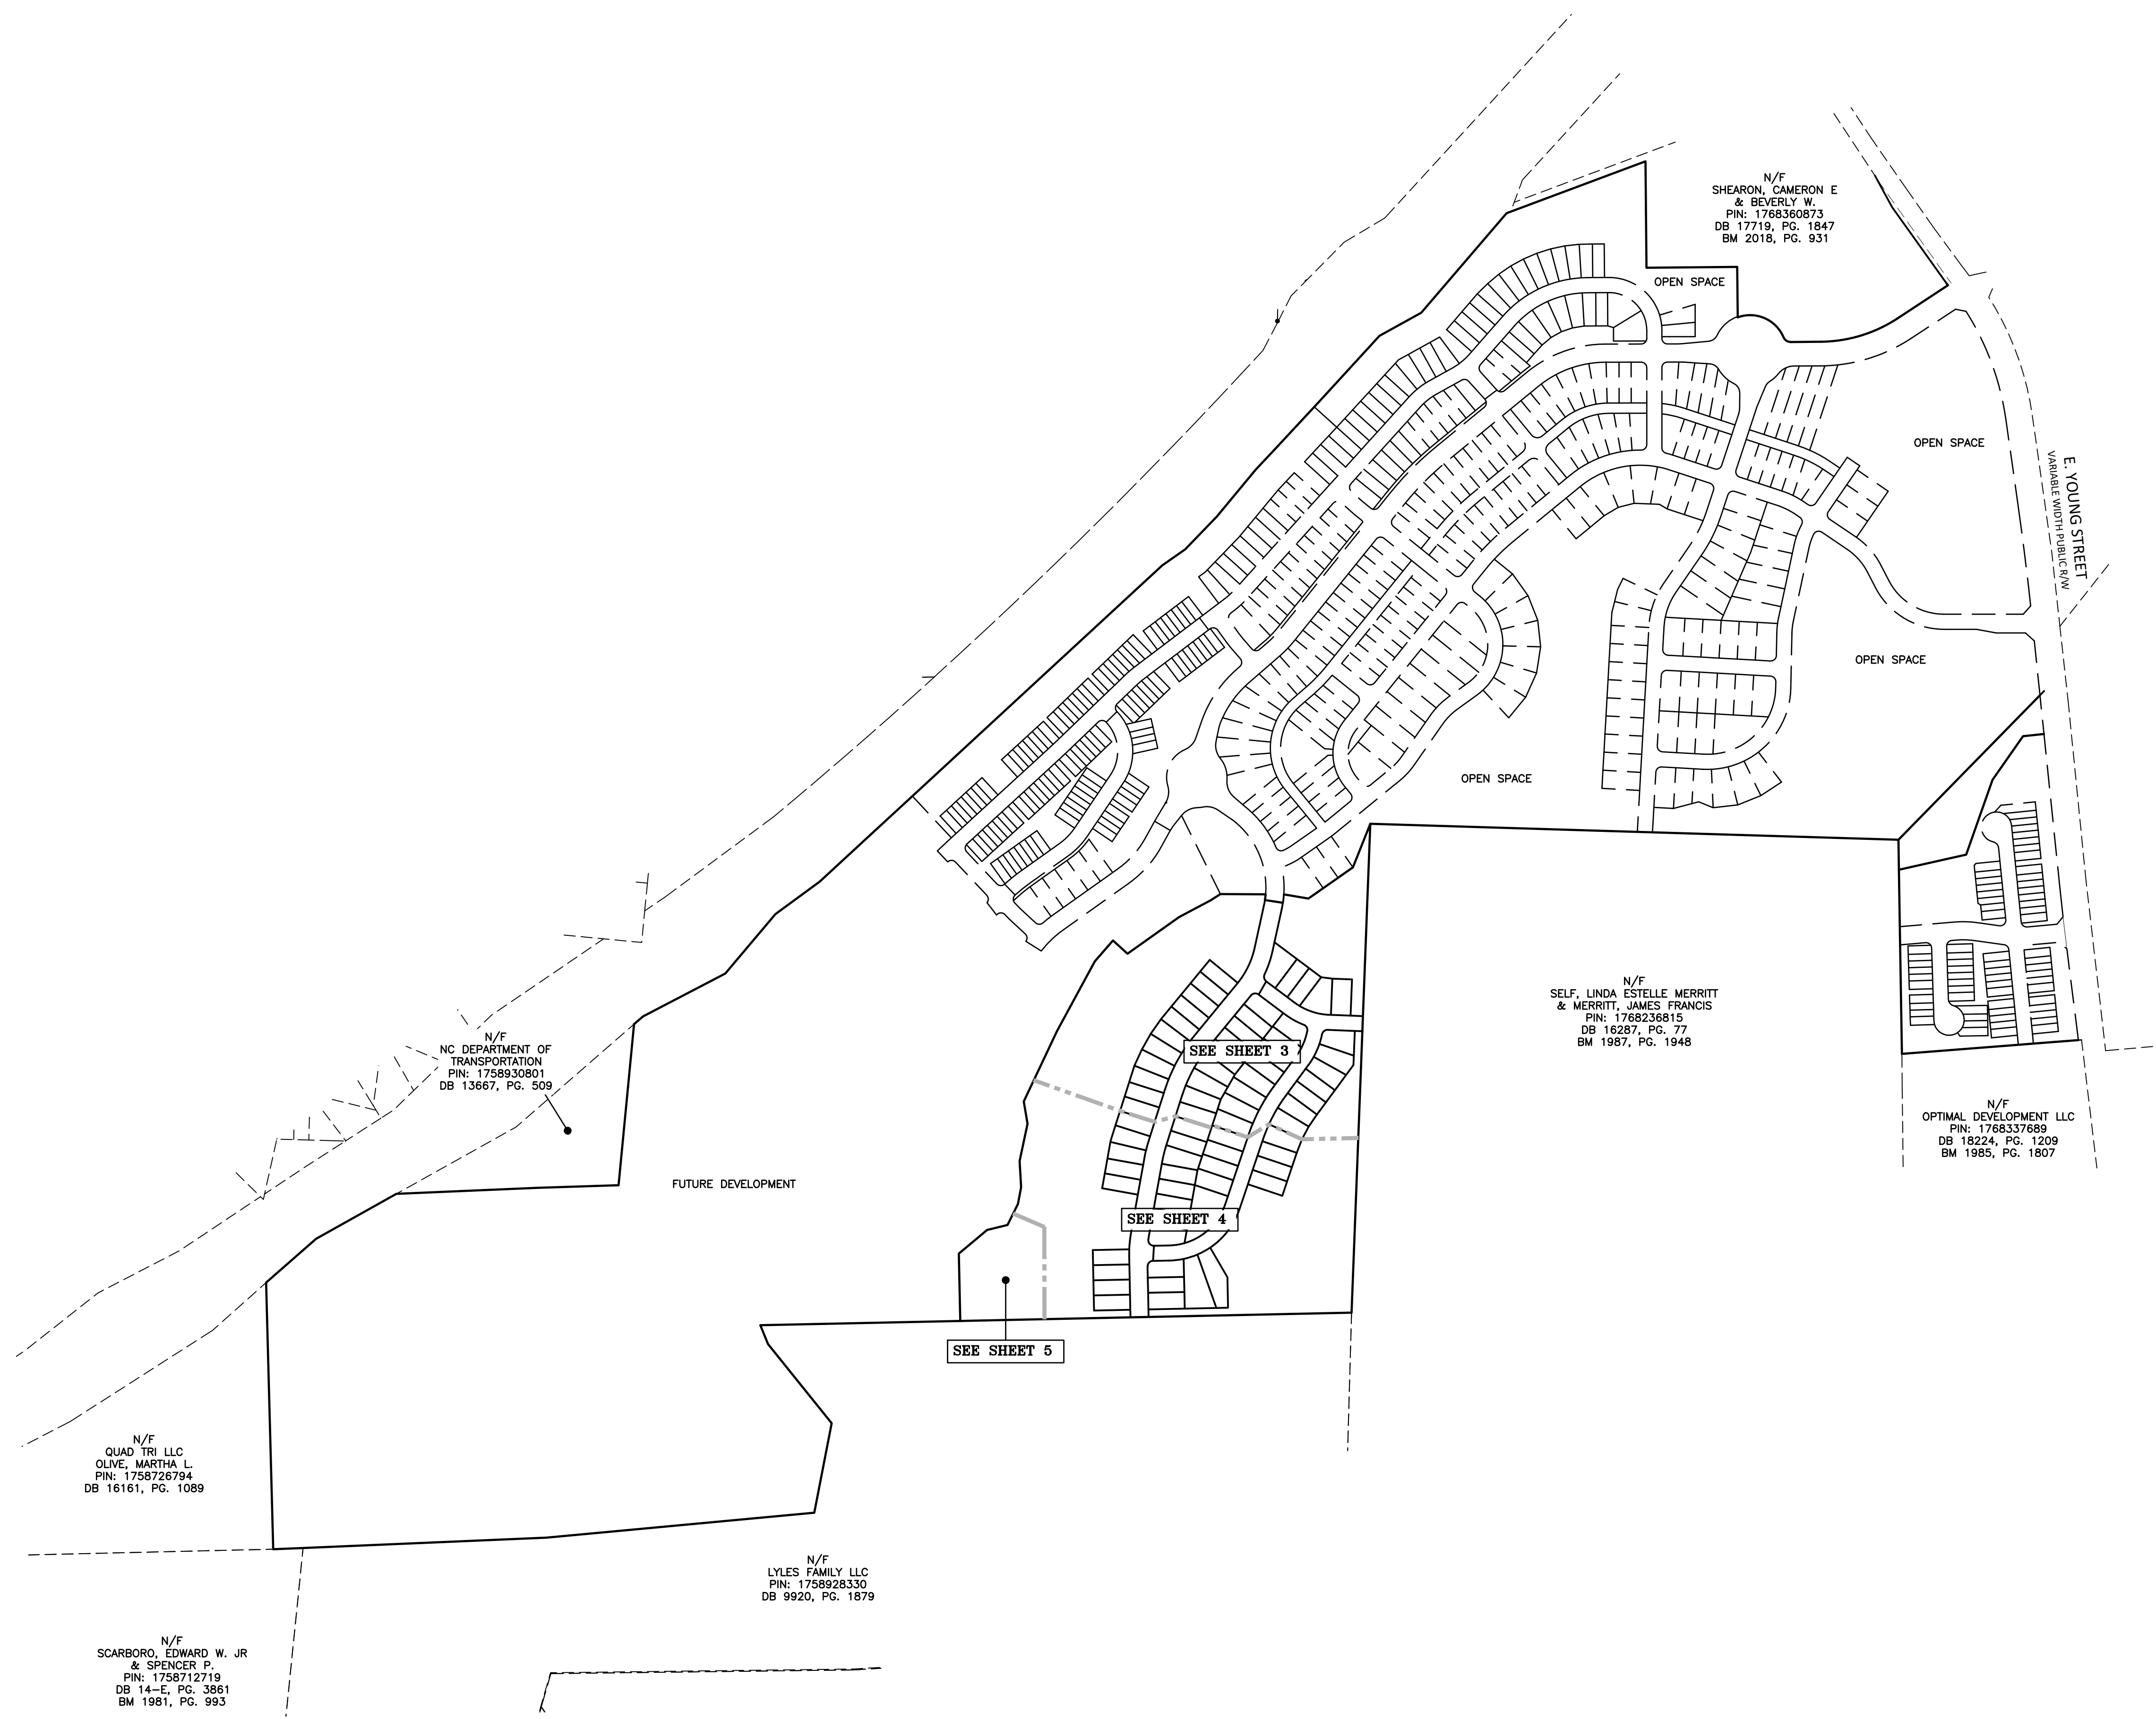 N/F
SHEARON, CAMERON E
& BEVERLY W.
PIN: 1768360873
DB 17719, PG. 1847
BM 2018, PG. 931
OPEN SPACE
OPEN SPACE
E. YOUNG STREET
VARIABLE WIDTH PUBLIC R/W
OPEN SPACE
OPEN SPACE
N/F
SELF, LINDA ESTELLE MERRITT
& MERRITT, JAMES FRANCIS
PIN: 1768236815
DB 16287, PG. 77
BM 1987, PG. 1948
N/F
NC DEPARTMENT OF
TRANSPORTATION
PIN: 1758930801
DB 13667, PG. 509
SEE SHEET 3
N/F
OPTIMAL DEVELOPMENT LLC
PIN: 1768337689
DB 18224, PG. 1209
BM 1985, PG. 1807
FUTURE DEVELOPMENT
SEE SHEET 4
SEE SHEET 5
N/F
QUAD TRI LLC
OLIVE, MARTHA L.
PIN: 1758726794
DB 16161, PG. 1089
N/F
LYLES FAMILY LLC
PIN: 1758928330
DB 9920, PG. 1879
N/F
SCARBORO, EDWARD W. JR
& SPENCER P.
PIN: 1758712719
DB 14-E, PG. 3861
BM 1981, PG. 993